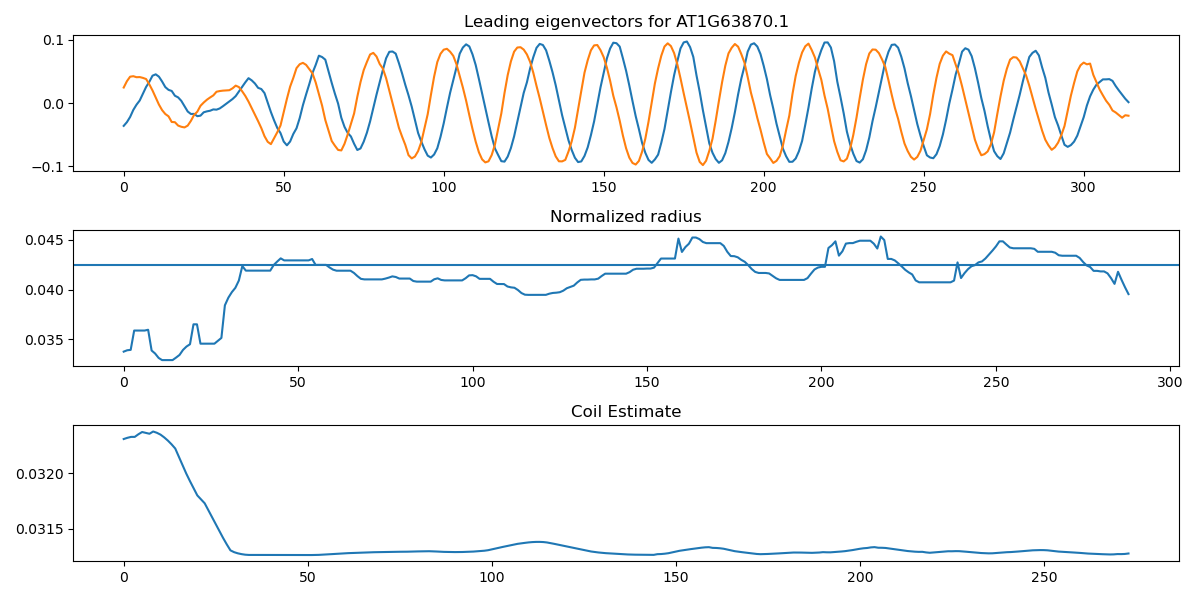 Leading eigenvectors for AT1G63870.1
0.1
0.0
−0.1
0 50 100 150 200 250 300
Normalized radius
0.045
0.040
0.035
0 50 100 150 200 250 300
Coil Estimate
0.0320
0.0315
0 50 100 150 200 250